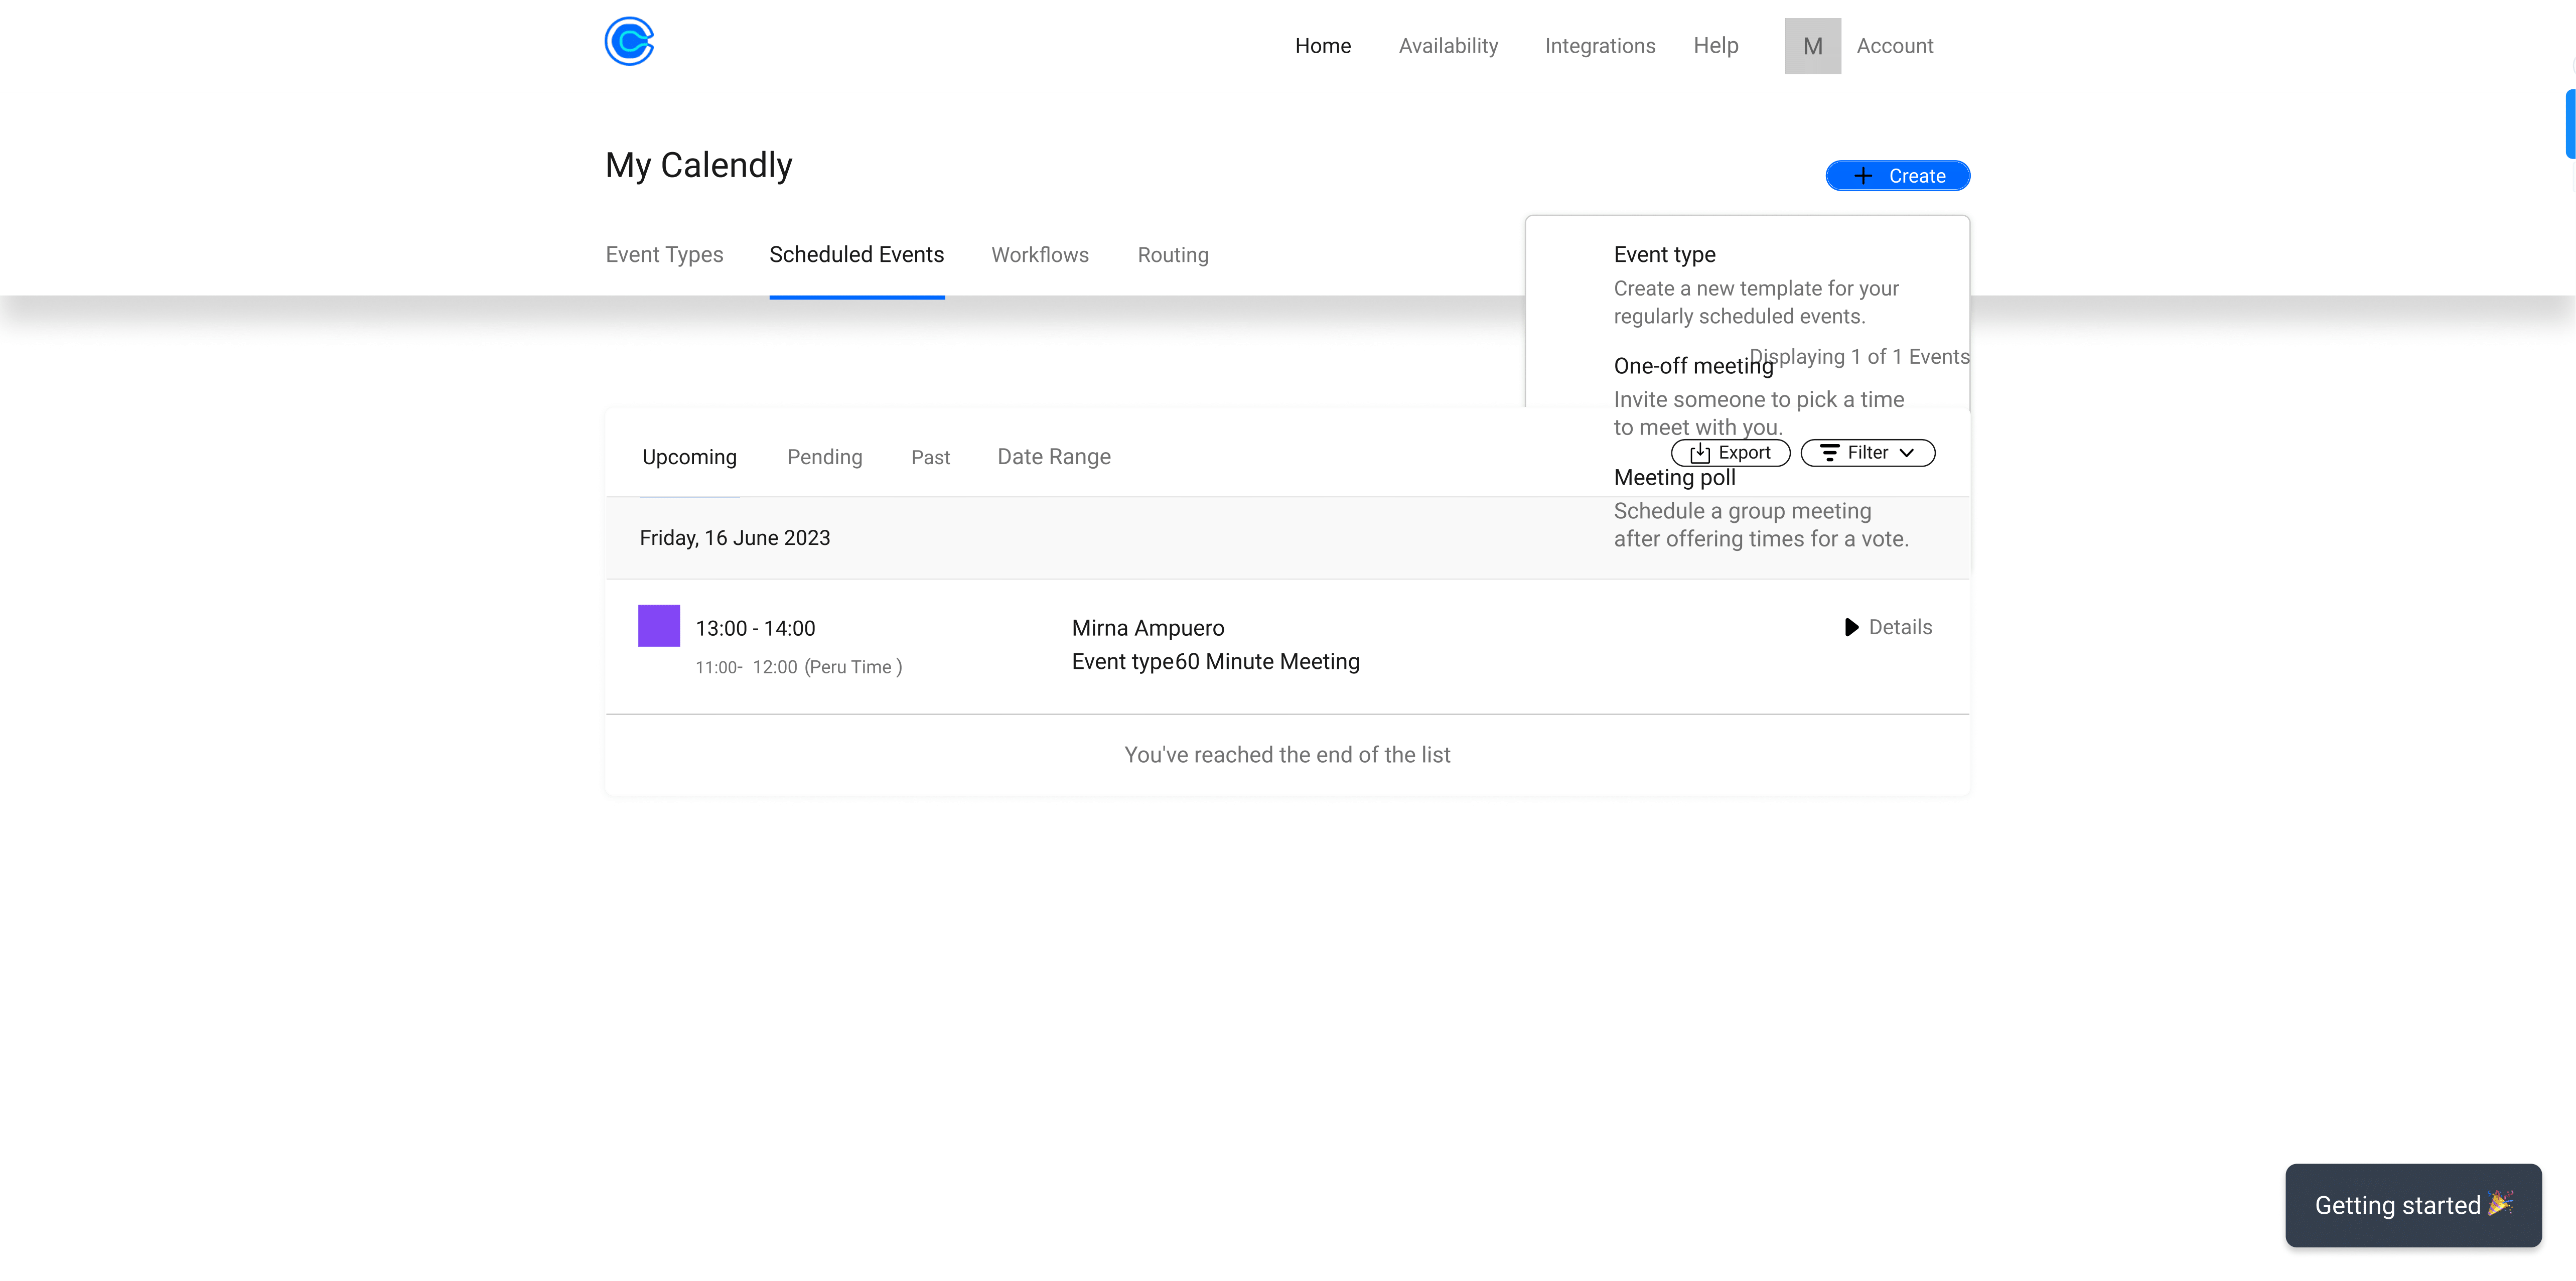 Home Availability Integrations Help M Account
My Calendly
Create
Event Types Scheduled Events Workflows Routing
Event type
Create a new template for your
regularly scheduled events.
Displaying 1 of 1 Events
One-off meeting
Invite someone to pick a time
to meet with you.
Upcoming Pending Past Date Range
Export Filter
Meeting poll
Schedule a group meeting
after offering times for a vote.
Friday, 16 June 2023
13:00 - 14:00 Mirna Ampuero Details
11:00- 12:00 (Peru Time )
Event type60 Minute Meeting
You've reached the end of the list
Getting started